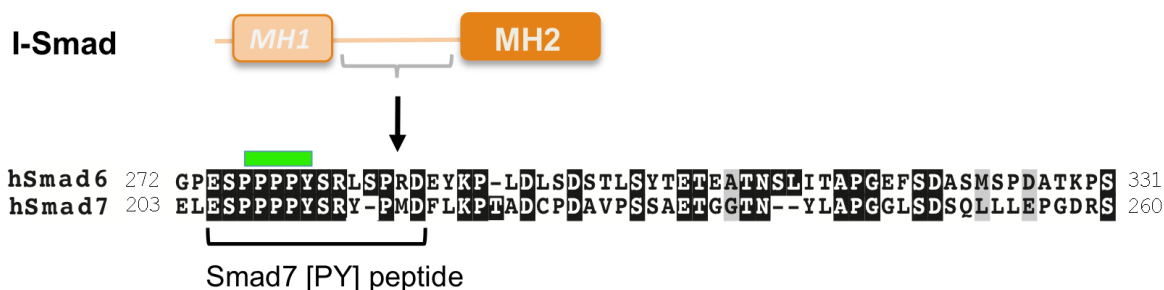 I-Smad MH1 MH2
hSmad6 272 GPESPPPPYSRLSPRDEYKP-LDLSDSTLSYTETEATNSLITAPGEFSDASMSPDATKPS 331
hSmad7 203 ELESPPPPYSRY-PMDFLKPTADCPDAVPSSAETGGTN--YLAPGGLSDSQLLLEPGDRS 260
Smad7 [PY] peptide